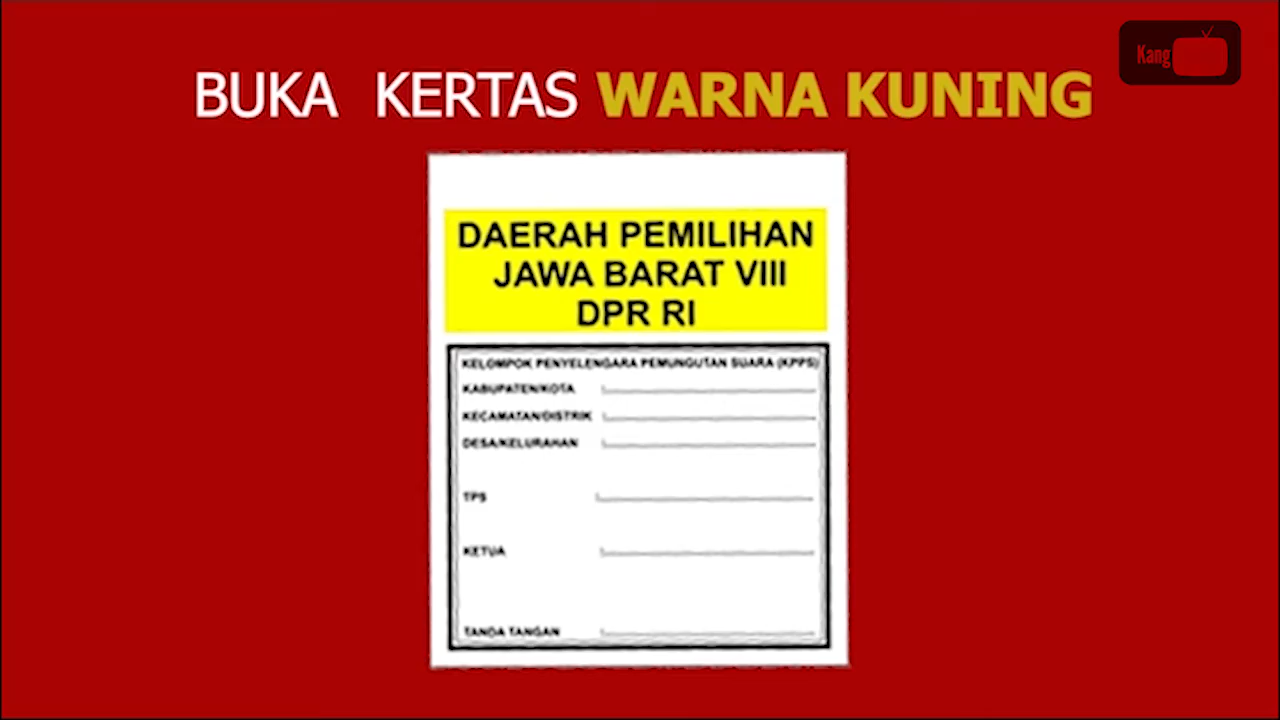 Kang
BUKA KERTAS WARNA KUNING
DAERAH PEMILIHAN
JAWA BARAT VIII
DPR RI
KELOMPOK PENYELENGARA PEMUNGUTAN SUARA (KPPS)
KABUPATEN/KOTA
KECAMATAN/DISTRIK
DESA/KELURAHAN
TPS
KETUA
TANDA TANGAN